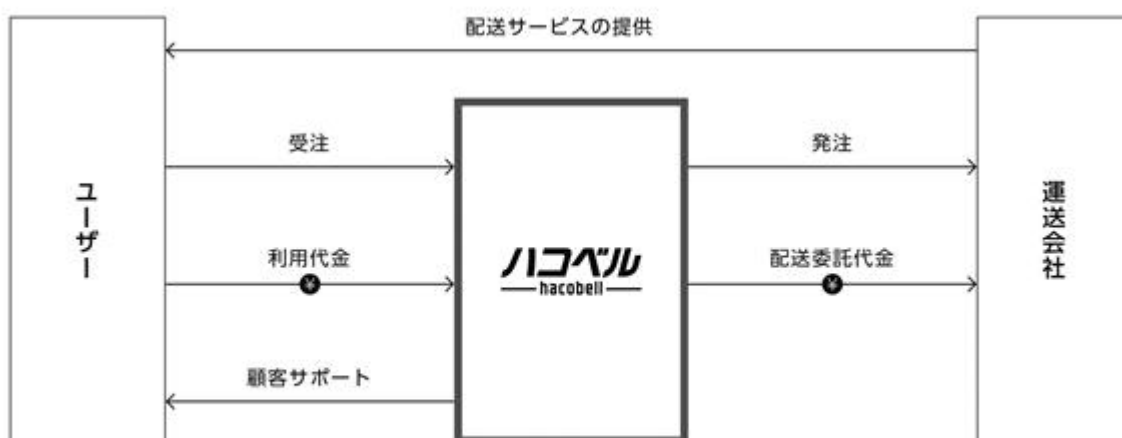 配送サービスの提供
受注
発注
ユーザー
運送会社
利用代金
¥
ハコベル
hacobell
配送委託代金
¥
顧客サポート